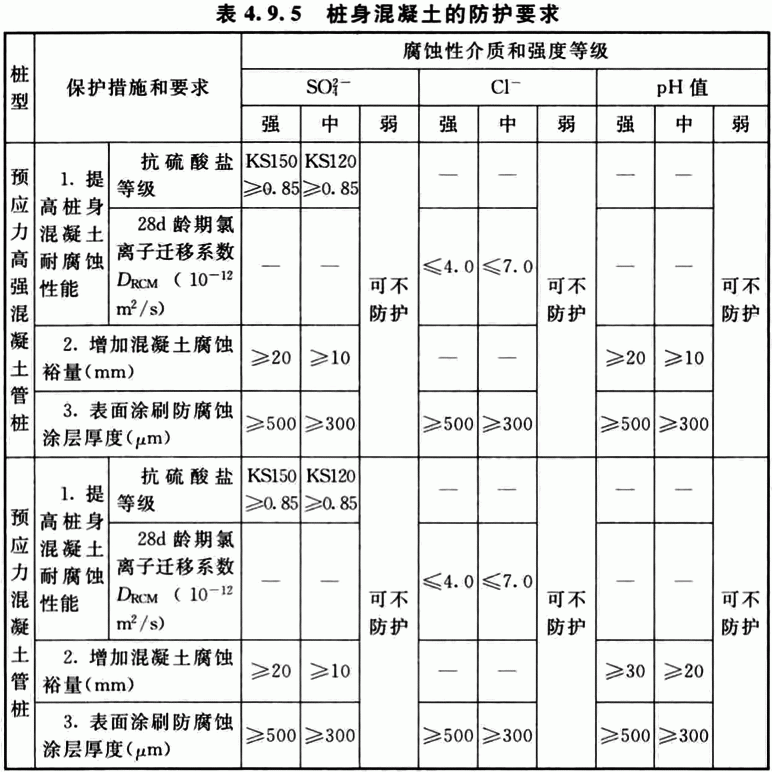 表 4.9.5 桩身混凝土的防护要求
桩型 保护措施和要求 腐蚀性介质和强度等级
SO₄²⁻ Cl⁻ pH 值
强 中 弱 强 中 弱 强 中 弱
预应力高强混凝土管桩
1. 提高桩身混凝土耐腐蚀性能
抗硫酸盐等级 KS150 ≥0.85 KS120 ≥0.85 可不防护 — — 可不防护 — — 可不防护
28d 龄期氯离子迁移系数 D_RCM (10⁻¹² m²/s) — — ≤4.0 ≤7.0 — —
2. 增加混凝土腐蚀裕量(mm) ≥20 ≥10 — — ≥20 ≥10
3. 表面涂刷防腐蚀涂层厚度(μm) ≥500 ≥300 ≥500 ≥300 ≥500 ≥300
预应力混凝土管桩
1. 提高桩身混凝土耐腐蚀性能
抗硫酸盐等级 KS150 ≥0.85 KS120 ≥0.85 可不防护 — — 可不防护 — — 可不防护
28d 龄期氯离子迁移系数 D_RCM (10⁻¹² m²/s) — — ≤4.0 ≤7.0 — —
2. 增加混凝土腐蚀裕量(mm) ≥20 ≥10 — — ≥30 ≥20
3. 表面涂刷防腐蚀涂层厚度(μm) ≥500 ≥300 ≥500 ≥300 ≥500 ≥300